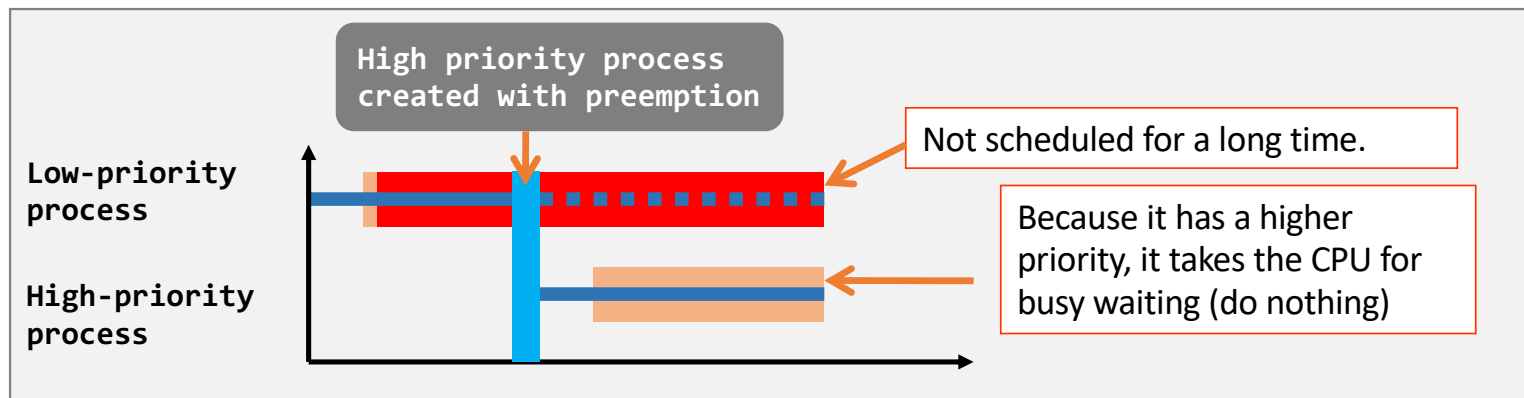 High priority process
created with preemption
Not scheduled for a long time.
Low-priority
process
Because it has a higher
priority, it takes the CPU for
busy waiting (do nothing)
High-priority
process